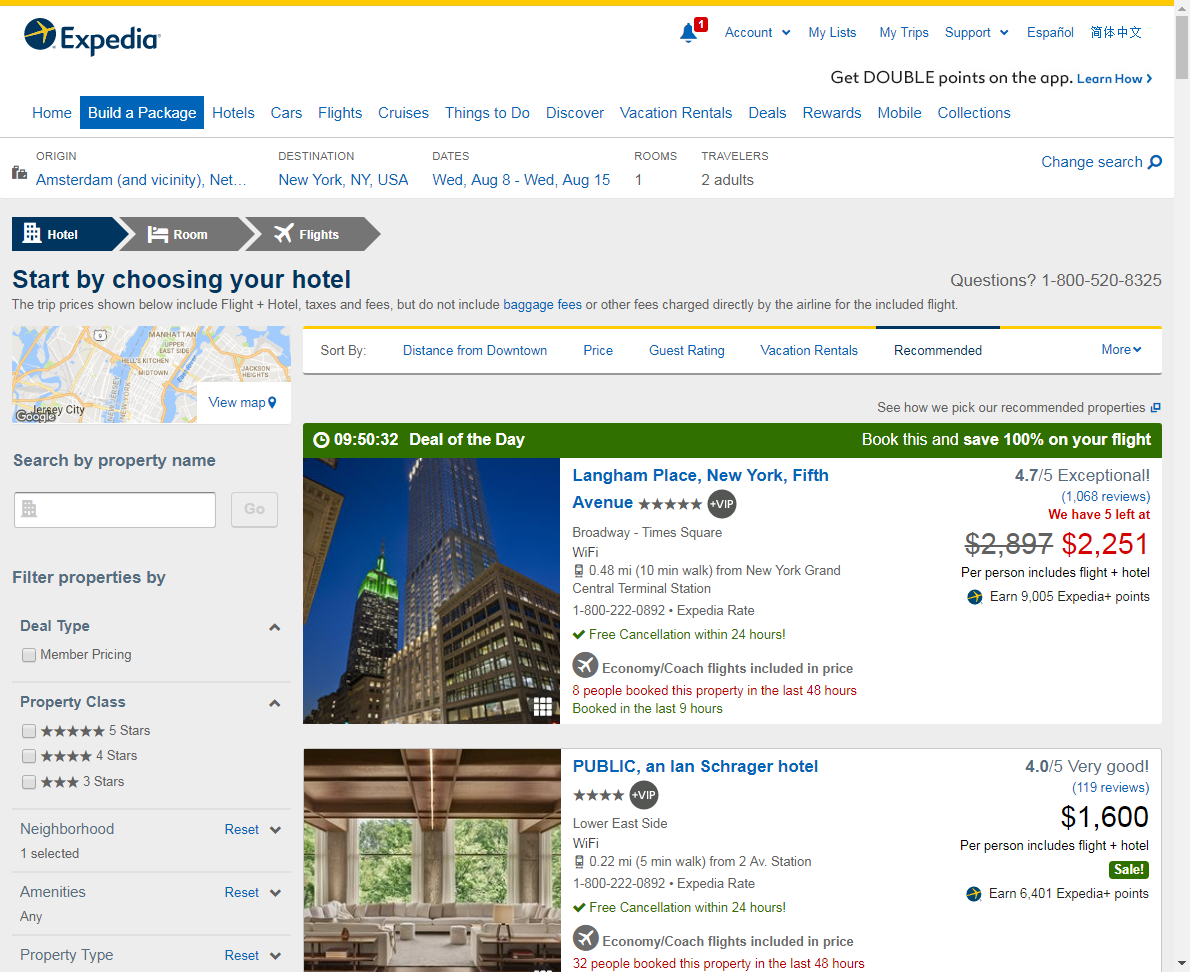 Expedia
1
Account
My Lists
My Trips
Support
Español
简体中文
Get DOUBLE points on the app. Learn How
Home
Build a Package
Hotels
Cars
Flights
Cruises
Things to Do
Discover
Vacation Rentals
Deals
Rewards
Mobile
Collections
ORIGIN
Amsterdam (and vicinity), Net...
DESTINATION
New York, NY, USA
DATES
Wed, Aug 8 - Wed, Aug 15
ROOMS
1
TRAVELERS
2 adults
Change search
Hotel
Room
Flights
Start by choosing your hotel
Questions? 1-800-520-8325
The trip prices shown below include Flight + Hotel, taxes and fees, but do not include baggage fees or other fees charged directly by the airline for the included flight.
9
MANHATTAN
UPPER
EAST SIDE
HELL'S KITCHEN
MIDTOWN
JACKSON
HEIGHTS
NEW JERSEY
NEW YORK
East River
Jersey City
Google
View map
Sort By:
Distance from Downtown
Price
Guest Rating
Vacation Rentals
Recommended
More
See how we pick our recommended properties
Search by property name
Go
Filter properties by
Deal Type
Member Pricing
Property Class
5 Stars
4 Stars
3 Stars
Neighborhood
Reset
1 selected
Amenities
Reset
Any
Property Type
Reset
09:50:32 Deal of the Day
Book this and save 100% on your flight
Langham Place, New York, Fifth
Avenue
+VIP
Broadway - Times Square
WiFi
0.48 mi (10 min walk) from New York Grand
Central Terminal Station
1-800-222-0892 • Expedia Rate
Free Cancellation within 24 hours!
Economy/Coach flights included in price
8 people booked this property in the last 48 hours
Booked in the last 9 hours
4.7/5 Exceptional!
(1,068 reviews)
We have 5 left at
$2,897 $2,251
Per person includes flight + hotel
Earn 9,005 Expedia+ points
PUBLIC, an Ian Schrager hotel
+VIP
Lower East Side
WiFi
0.22 mi (5 min walk) from 2 Av. Station
1-800-222-0892 • Expedia Rate
Free Cancellation within 24 hours!
Economy/Coach flights included in price
32 people booked this property in the last 48 hours
4.0/5 Very good!
(119 reviews)
$1,600
Per person includes flight + hotel
Sale!
Earn 6,401 Expedia+ points